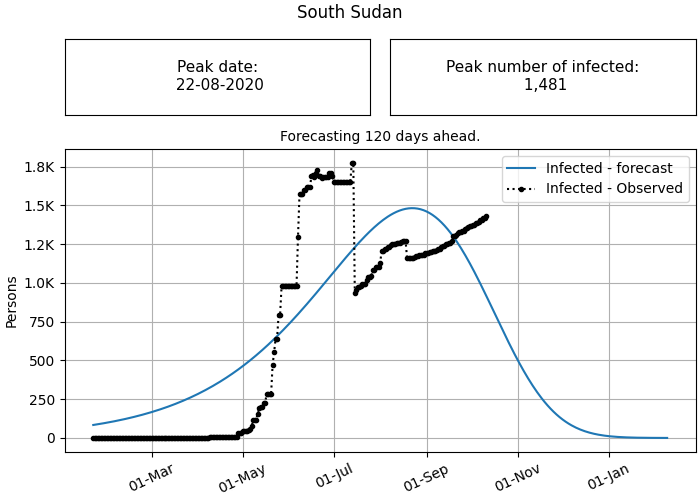 South Sudan
Peak date:
22-08-2020
Peak number of infected:
1,481
Forecasting 120 days ahead.
Infected - forecast
Infected - Observed
Persons
1.8K
1.5K
1.2K
1.0K
750
500
250
0
01-Mar
01-May
01-Jul
01-Sep
01-Nov
01-Jan